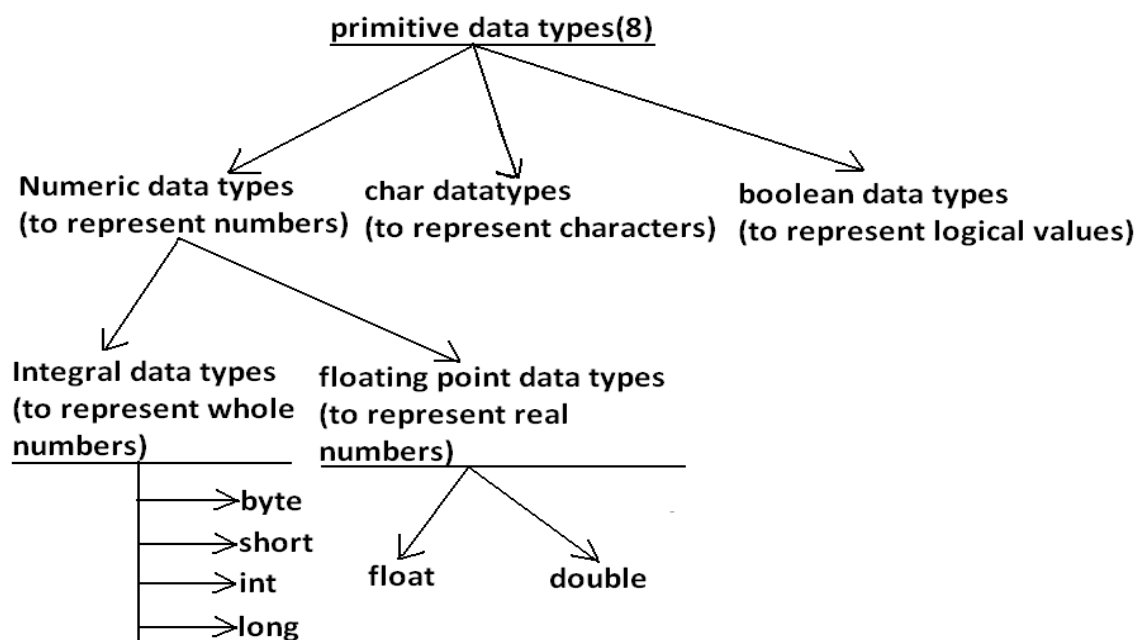 primitive data types(8)
Numeric data types
(to represent numbers)
char datatypes
(to represent characters)
boolean data types
(to represent logical values)
Integral data types
(to represent whole
numbers)
floating point data types
(to represent real
numbers)
byte
short
int
long
float
double